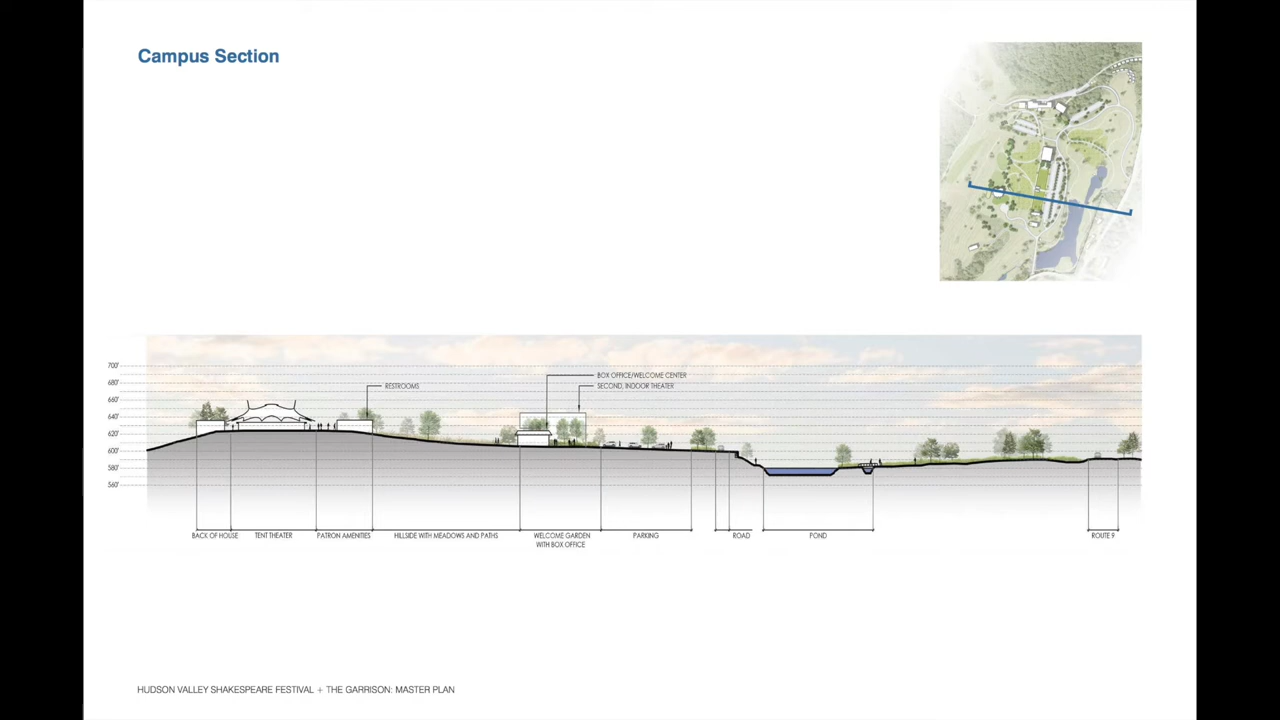 Campus Section
BOX OFFICE/WELCOME CENTER
RESTROOMS
SECOND, INDOOR THEATER
700'
680'
660'
640'
620'
600'
580'
560'
BACK OF HOUSE
TENT THEATER
PATRON AMENITIES
HILLSIDE WITH MEADOWS AND PATHS
WELCOME GARDEN
WITH BOX OFFICE
PARKING
ROAD
POND
ROUTE 9
HUDSON VALLEY SHAKESPEARE FESTIVAL + THE GARRISON: MASTER PLAN